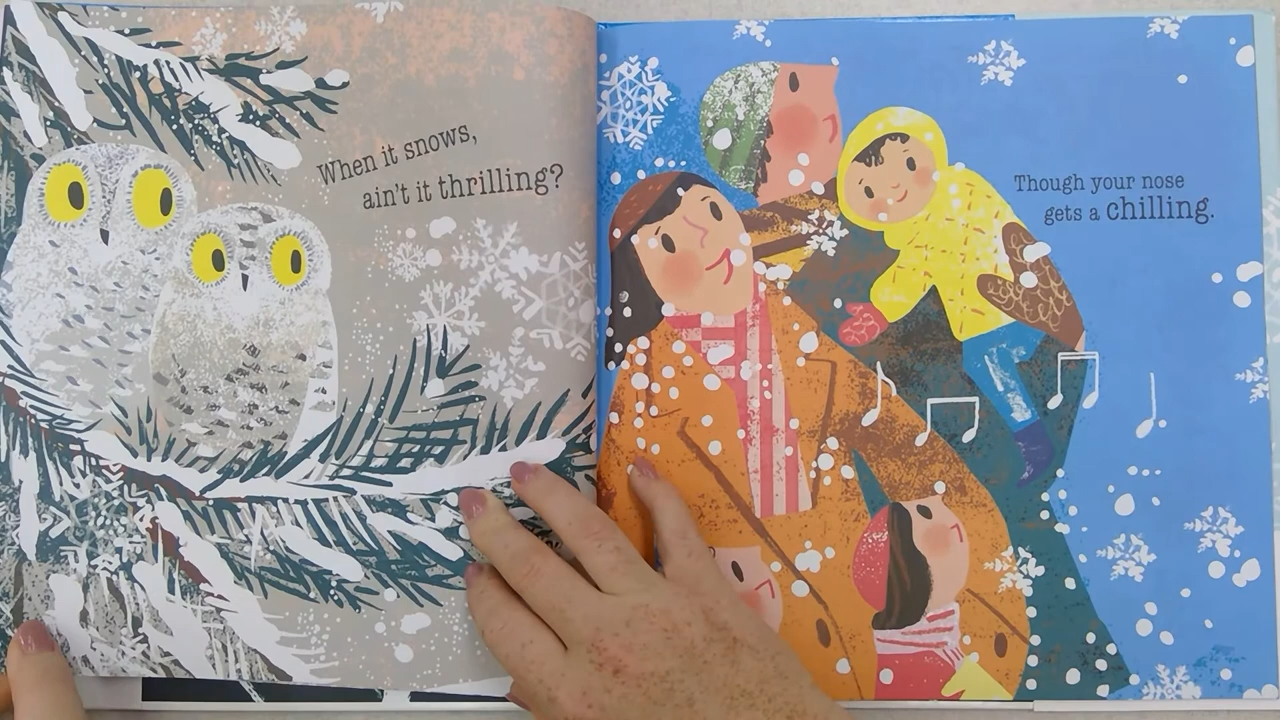 When it snows,
ain't it thrilling?
Though your nose
gets a chilling.